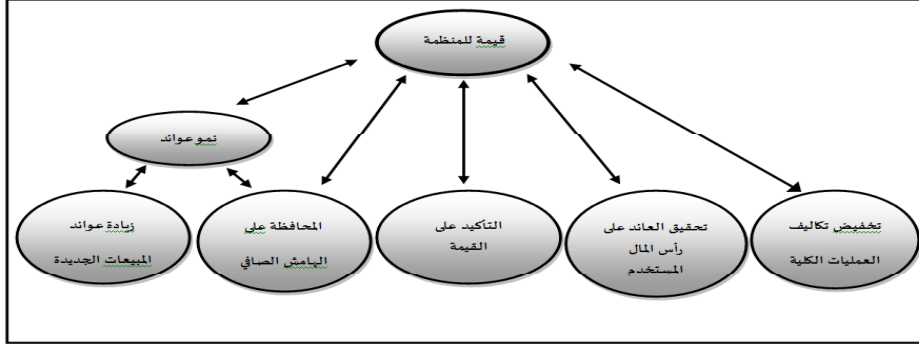 قيمة للمنظمة
نمو عوائد
تخفيض تكاليف
العمليات الكلية
تحقيق العائد على
رأس المال
المستخدم
التأكيد على
القيمة
المحافظة على
الهامش الصافي
زيادة عوائد
المبيعات الجديدة